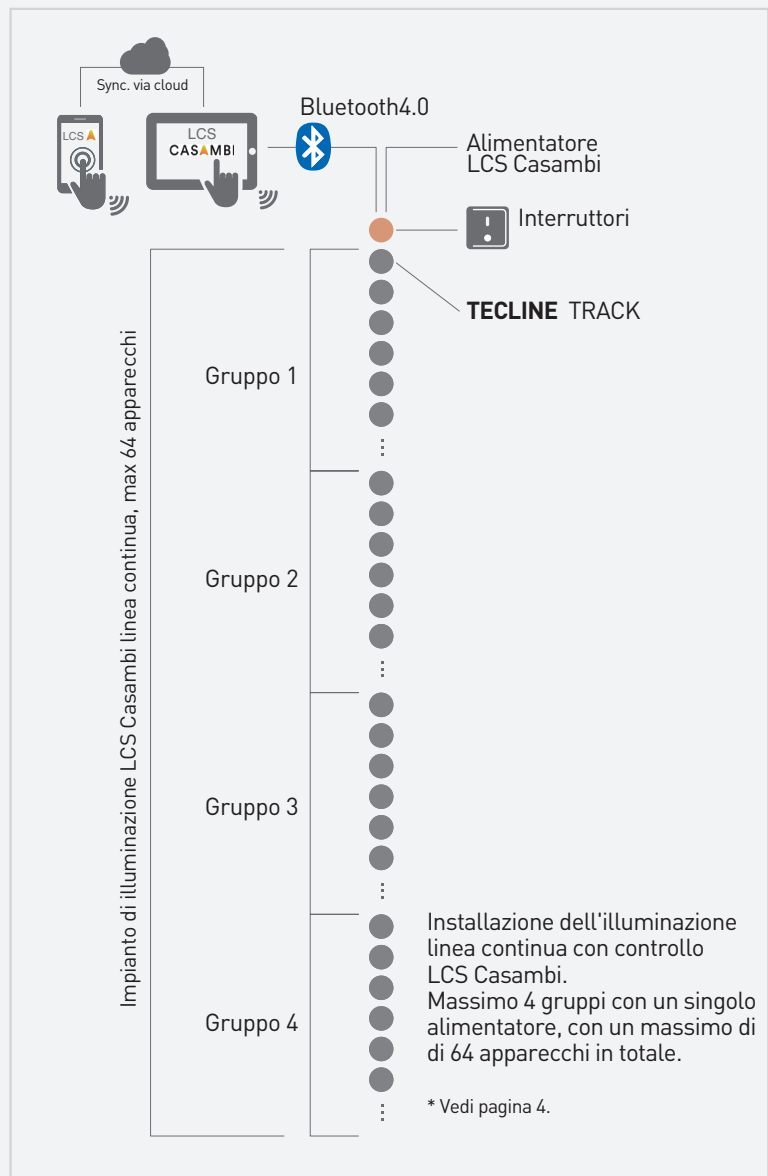 Sync. via cloud
LCS
LCS
CASAMBI
Bluetooth4.0
Alimentatore
LCS Casambi
Interruttori
TECLINE TRACK
Impianto di illuminazione LCS Casambi linea continua, max 64 apparecchi
Gruppo 1
Gruppo 2
Gruppo 3
Gruppo 4
Installazione dell'illuminazione
linea continua con controllo
LCS Casambi.
Massimo 4 gruppi con un singolo
alimentatore, con un massimo di
di 64 apparecchi in totale.
* Vedi pagina 4.